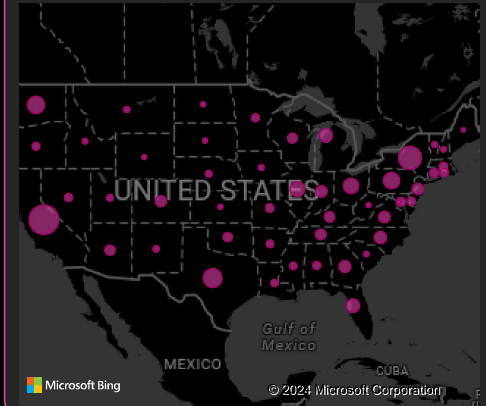 UNITED STATES
Gulf of
Mexico
MEXICO
CUBA
Microsoft Bing
© 2024 Microsoft Corporation